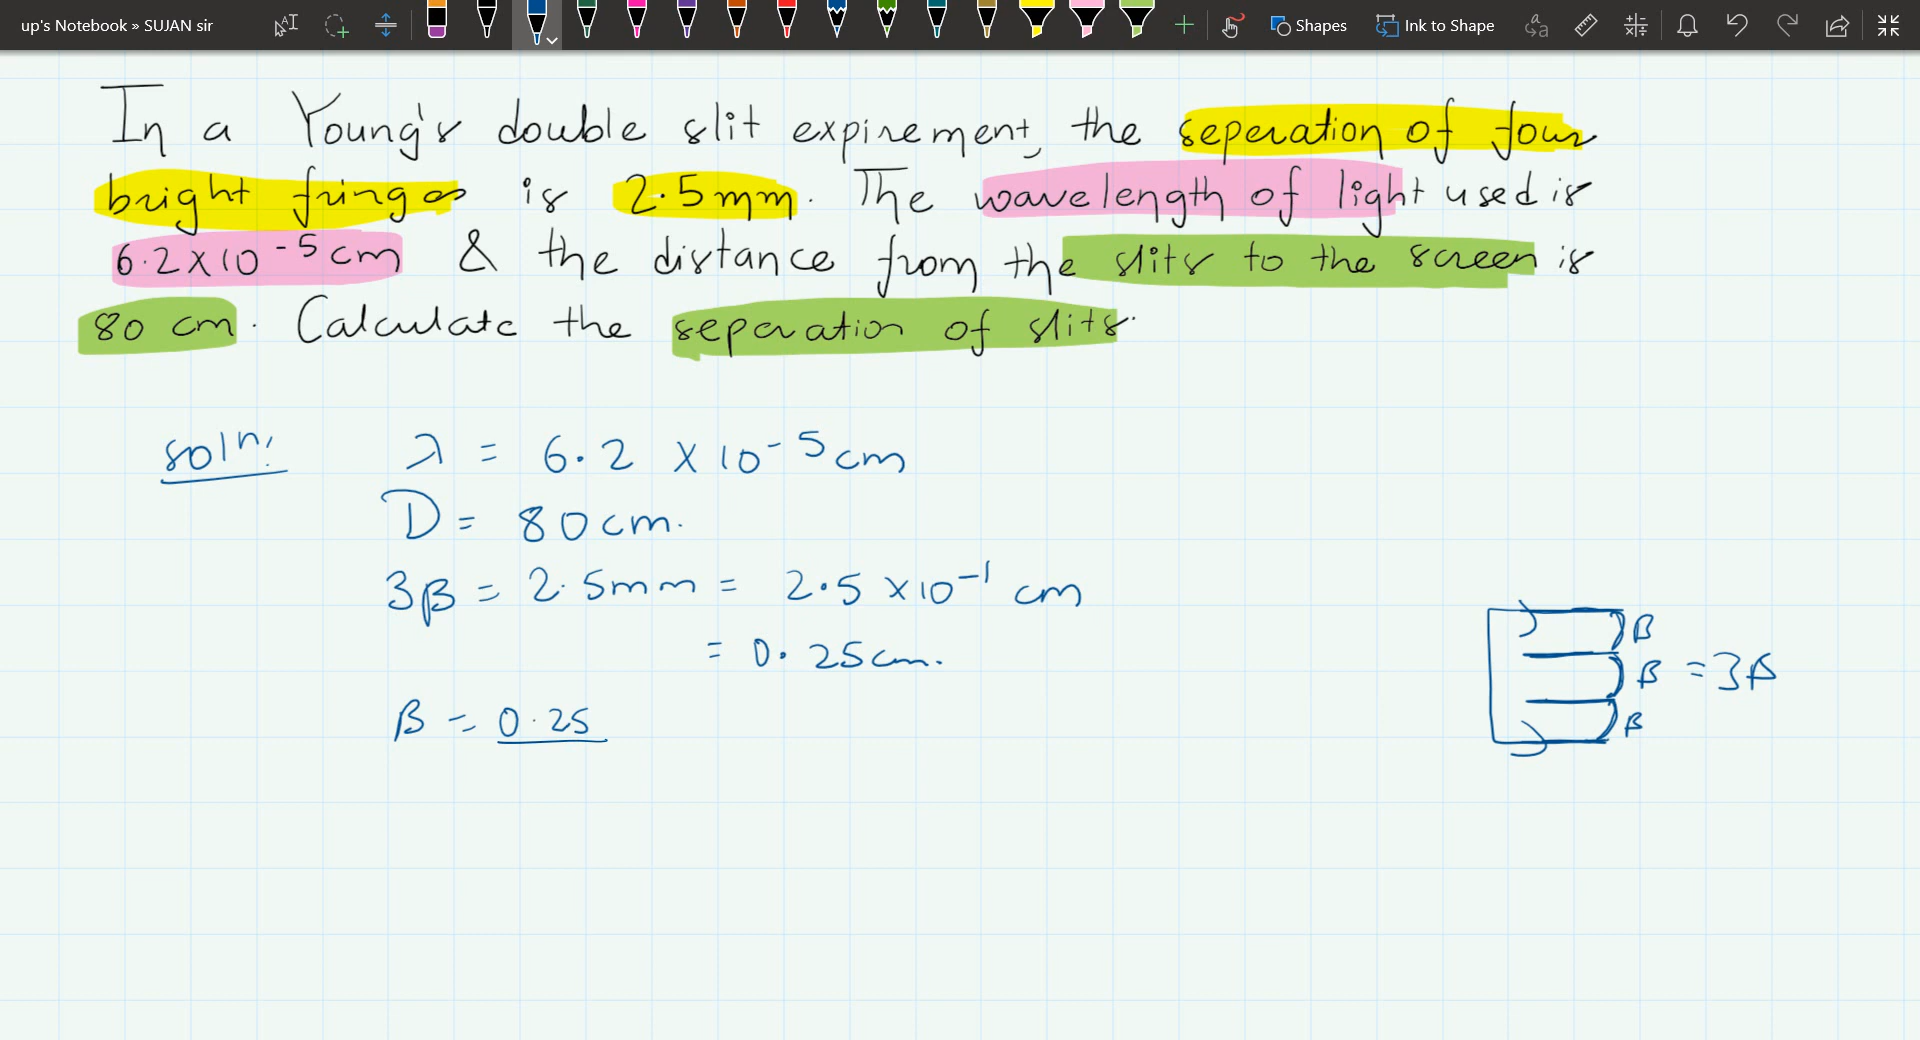 up's Notebook » SUJAN sir
Shapes
Ink to Shape
In a Young's double slit expirement, the seperation of four
bright fringes is 2.5mm. The wavelength of light used is
6.2x10⁻⁵cm & the distance from the slits to the screen is
80 cm. Calculate the seperation of slits.
soln:
λ = 6.2 x 10⁻⁵cm
D = 80cm.
3β = 2.5mm = 2.5 x10⁻¹ cm
= 0.25cm.
β = 0.25
β
β = 3β
β